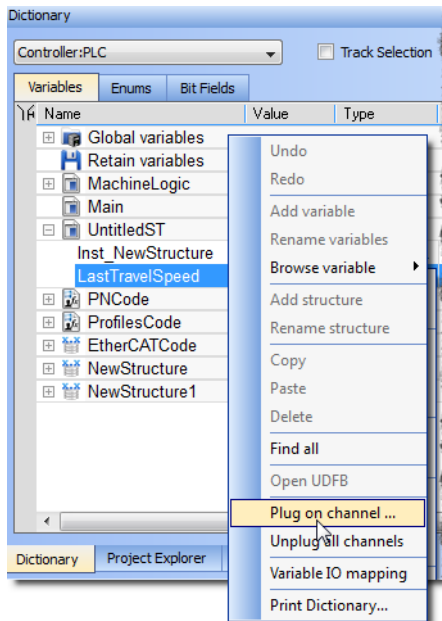 Dictionary
Controller:PLC
Track Selection
Variables Enums Bit Fields
Name Value Type
Global variables
Retain variables
MachineLogic
Main
UntitledST
Inst_NewStructure
LastTravelSpeed
PNCode
ProfilesCode
EtherCATCode
NewStructure
NewStructure1
Undo
Redo
Add variable
Rename variables
Browse variable
Add structure
Rename structure
Copy
Paste
Delete
Find all
Open UDFB
Plug on channel ...
Unplug all channels
Variable IO mapping
Print Dictionary...
Dictionary Project Explorer